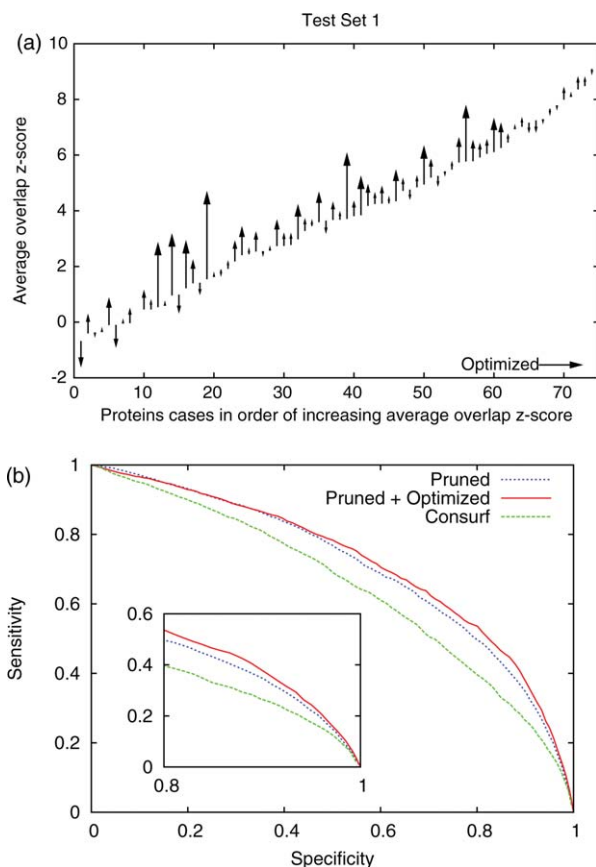 Test Set 1
(a)
10
8
6
4
2
0
-2
Average overlap z-score
Optimized
0 10 20 30 40 50 60 70
Proteins cases in order of increasing average overlap z-score
(b)
1
0.8
0.6
0.4
0.2
0
Sensitivity
Pruned
Pruned + Optimized
Consurf
0.6
0.4
0.2
0
0.8 1
0 0.2 0.4 0.6 0.8 1
Specificity